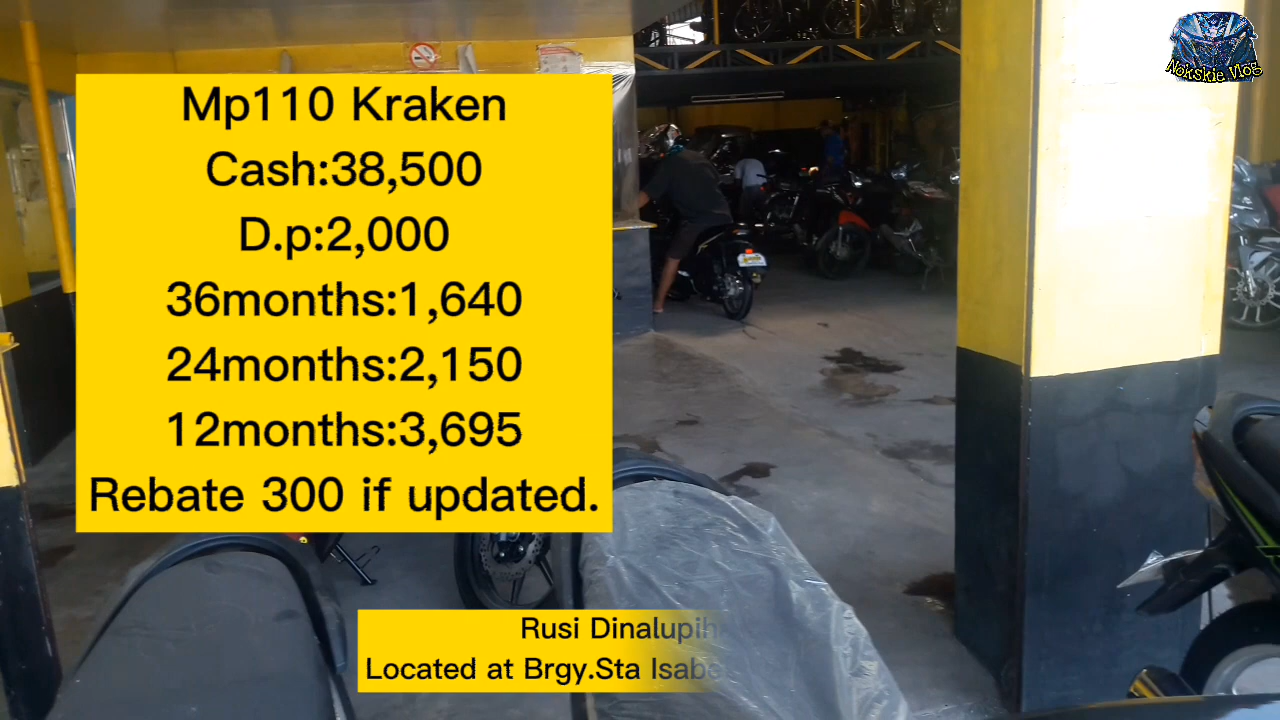 Mp110 Kraken
Cash:38,500
D.p:2,000
36months:1,640
24months:2,150
12months:3,695
Rebate 300 if updated.
Rusi
Located at Brgy.Sta
Nokskie Vlog